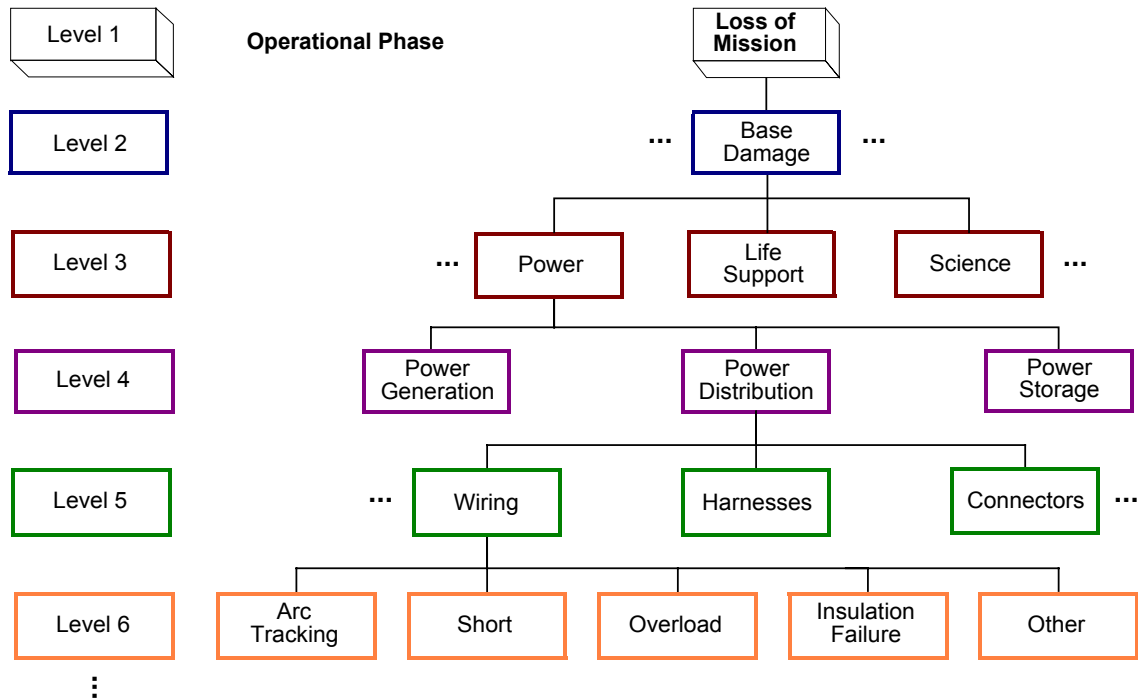 Level 1
Operational Phase
Loss of
Mission
Level 2
...
Base
Damage
...
Level 3
...
Power
Life
Support
Science
...
Level 4
Power
Generation
Power
Distribution
Power
Storage
Level 5
...
Wiring
Harnesses
Connectors
...
Level 6
Arc
Tracking
Short
Overload
Insulation
Failure
Other
...